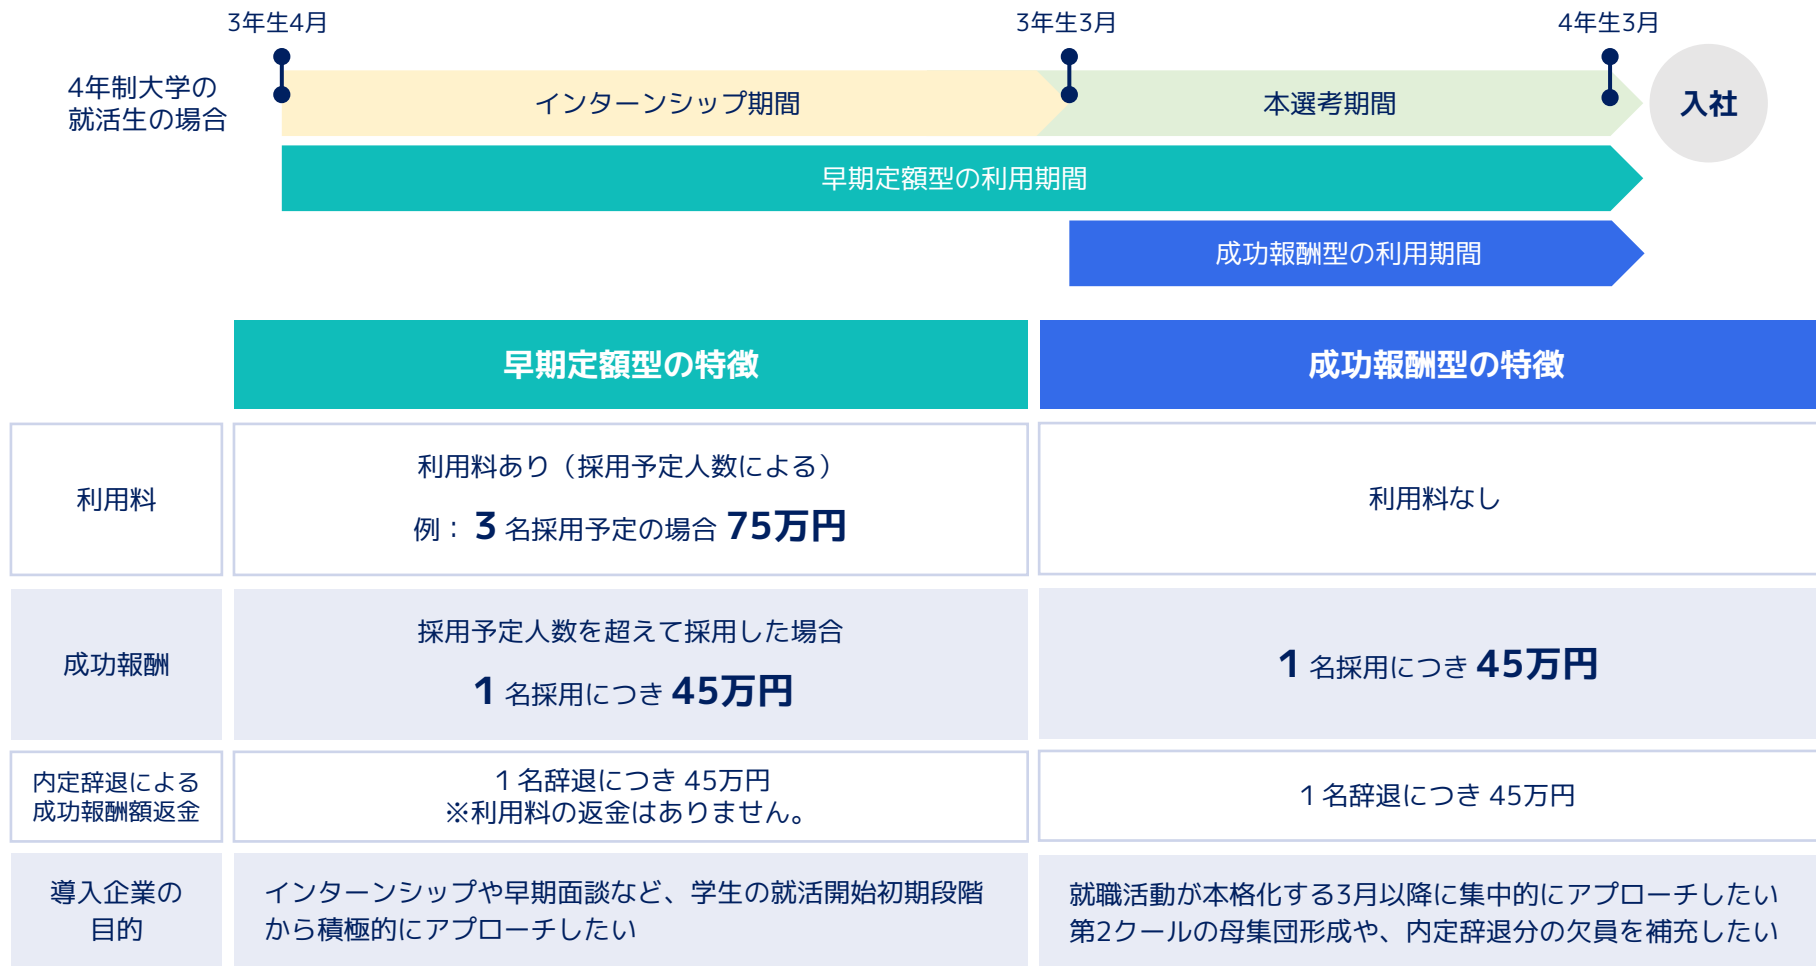 3年生4月
3年生3月
4年生3月
4年制大学の
就活生の場合
インターンシップ期間
本選考期間
入社
早期定額型の利用期間
成功報酬型の利用期間
早期定額型の特徴
成功報酬型の特徴
利用料
利用料あり（採用予定人数による）
例： 3 名採用予定の場合 75万円
利用料なし
成功報酬
採用予定人数を超えて採用した場合
1 名採用につき 45万円
1 名採用につき 45万円
内定辞退による
成功報酬額返金
1 名辞退につき 45万円
※利用料の返金はありません。
1 名辞退につき 45万円
導入企業の
目的
インターンシップや早期面談など、学生の就活開始初期段階
から積極的にアプローチしたい
就職活動が本格化する3月以降に集中的にアプローチしたい
第2クールの母集団形成や、内定辞退分の欠員を補充したい